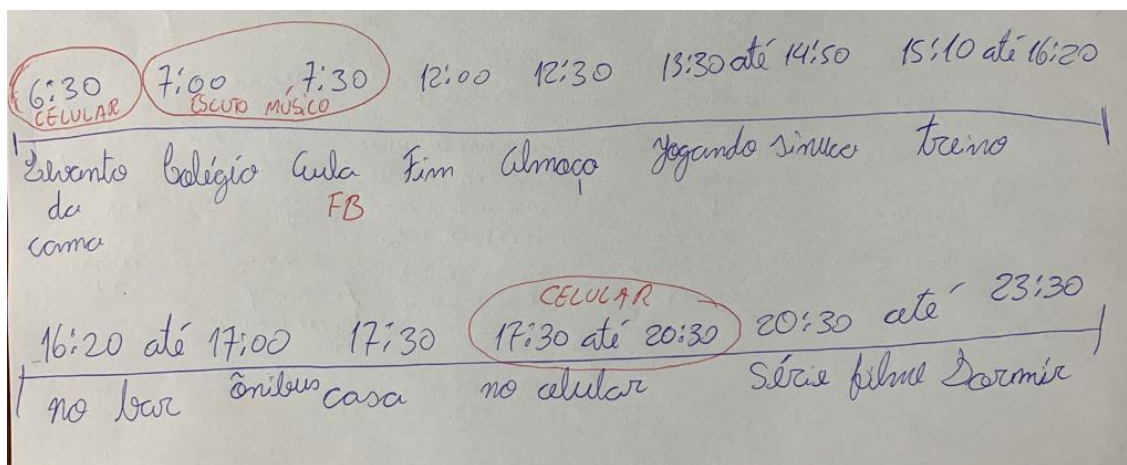 6:30 7:00 7:30 12:00 12:30 13:30 até 14:50 15:10 até 16:20
CELULAR ESCUTO MÚSICO
Levanto Colégio Aula Fim Almoço Jogando sinuca treino
da FB
cama
CELULAR
16:20 até 17:00 17:30 17:30 até 20:30 20:30 até 23:30
no bar ônibus casa no celular Série filme Dormir